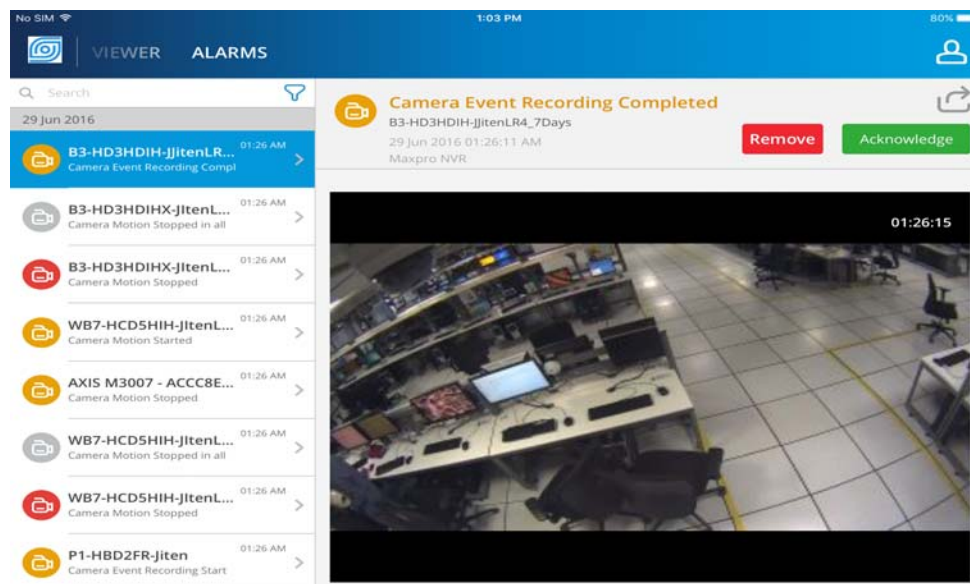 No SIM 1:03 PM 80%
VIEWER ALARMS
Search
29 Jun 2016
B3-HD3HDIH-JJitenLR... 01:26 AM
Camera Event Recording Compl
B3-HD3HDIHX-JItenL... 01:26 AM
Camera Motion Stopped in all
B3-HD3HDIHX-JItenL... 01:26 AM
Camera Motion Stopped
WB7-HCD5HIH-JItenL... 01:26 AM
Camera Motion Started
AXIS M3007 - ACCC8E... 01:26 AM
Camera Motion Stopped
WB7-HCD5HIH-JItenL... 01:26 AM
Camera Motion Stopped in all
WB7-HCD5HIH-JItenL... 01:26 AM
Camera Motion Stopped
P1-HBD2FR-Jiten 01:26 AM
Camera Event Recording Start
Camera Event Recording Completed
B3-HD3HDIH-JJitenLR4_7Days
29 Jun 2016 01:26:11 AM
Maxpro NVR
Remove Acknowledge
01:26:15